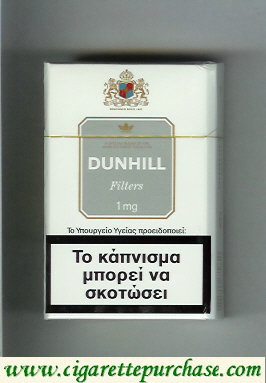 DUNHILL
Filters
1 mg
Το Υπουργείο Υγείας προειδοποιεί:
Το κάπνισμα
μπορεί να
σκοτώσει
www.cigarettepurchase.com